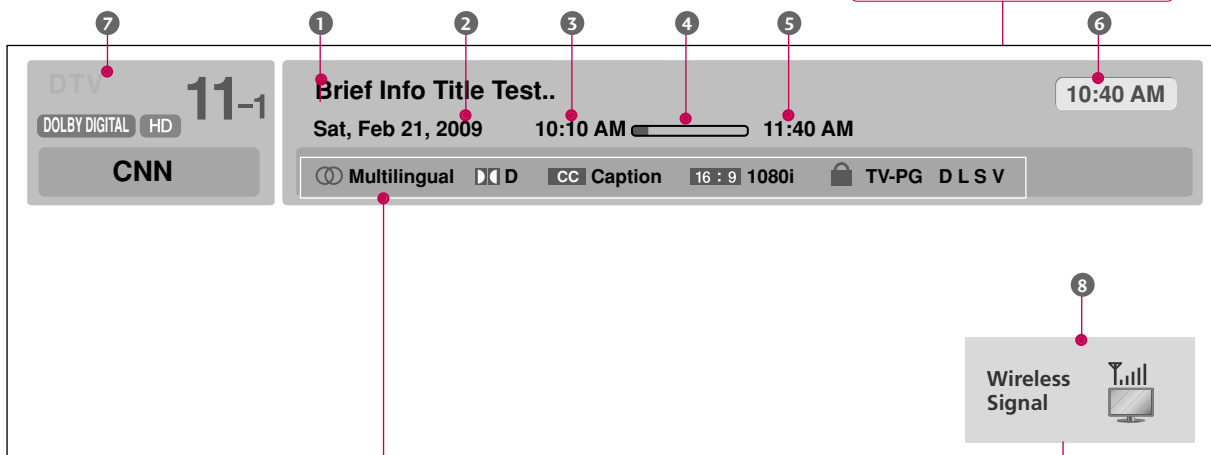 7 1 2 3 4 5 6
DTV
11-1
DOLBY DIGITAL HD
CNN
Brief Info Title Test..
10:40 AM
Sat, Feb 21, 2009 10:10 AM 11:40 AM
Multilingual D CC Caption 16 : 9 1080i TV-PG D L S V
8
Wireless
Signal